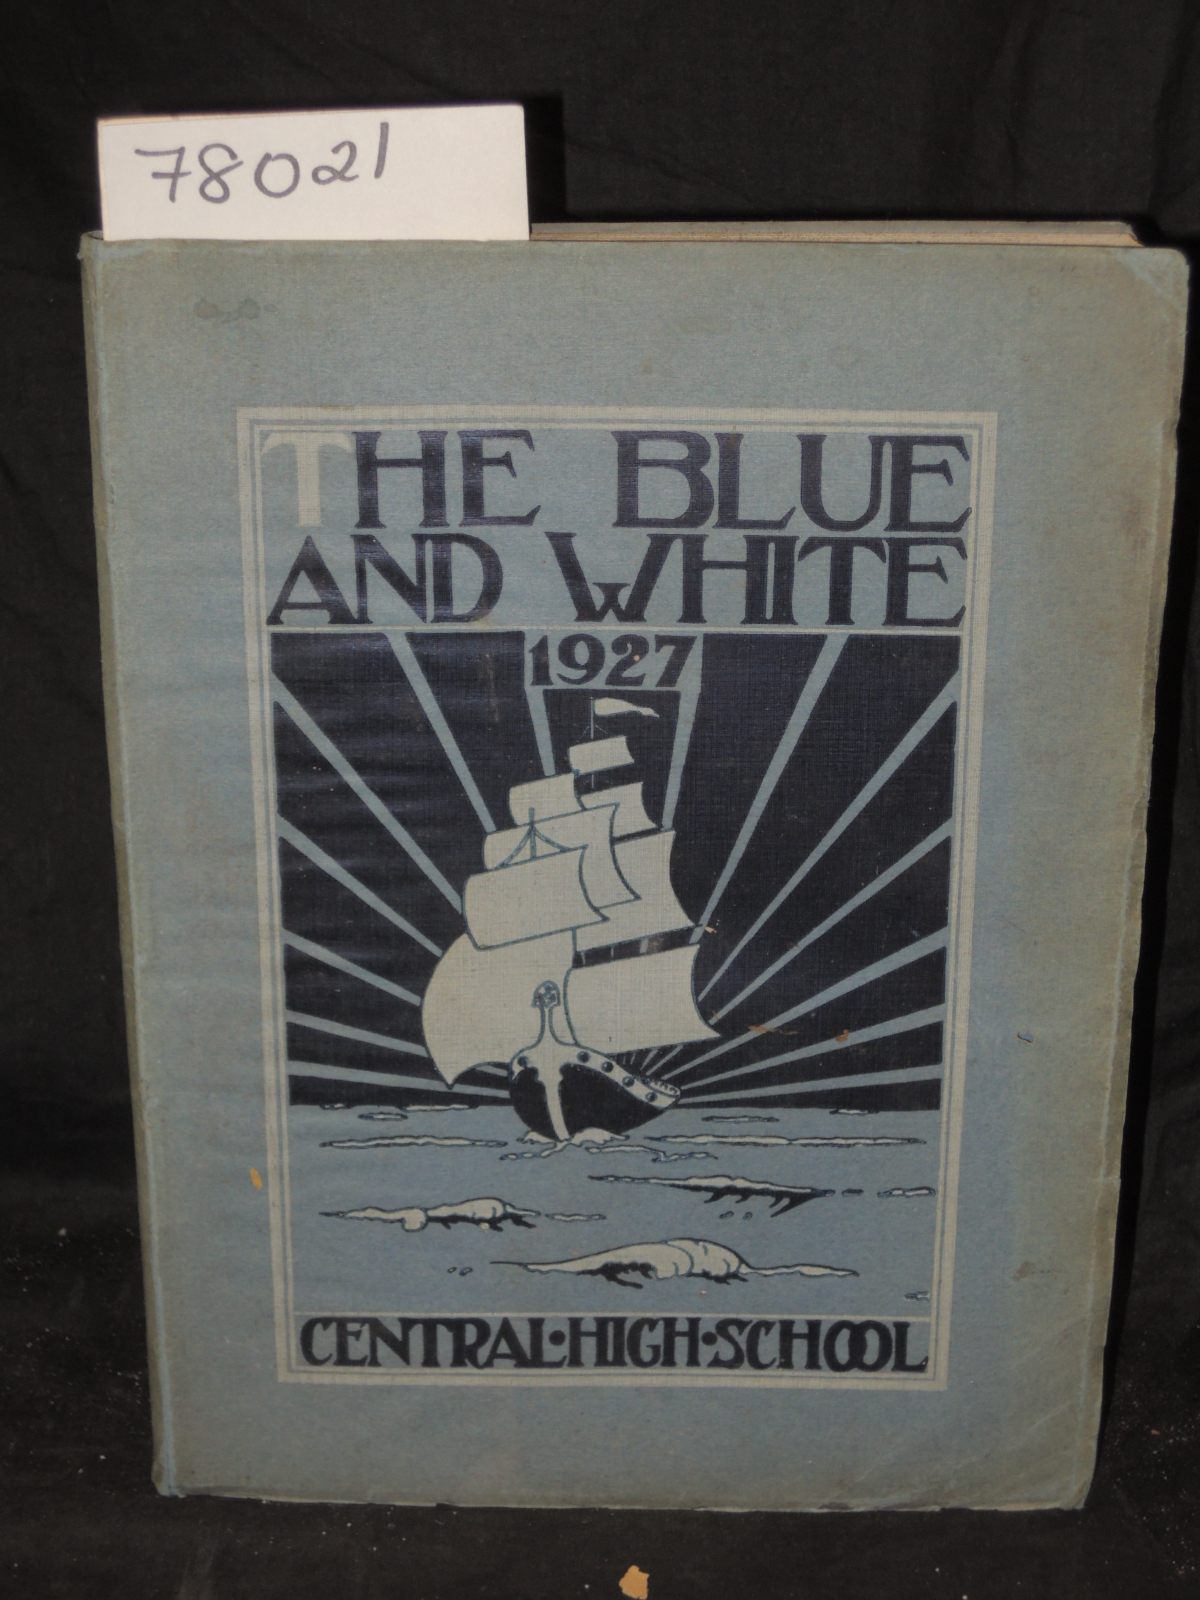 78021
THE BLUE
AND WHITE
1927
CENTRAL·HIGH·SCHOOL